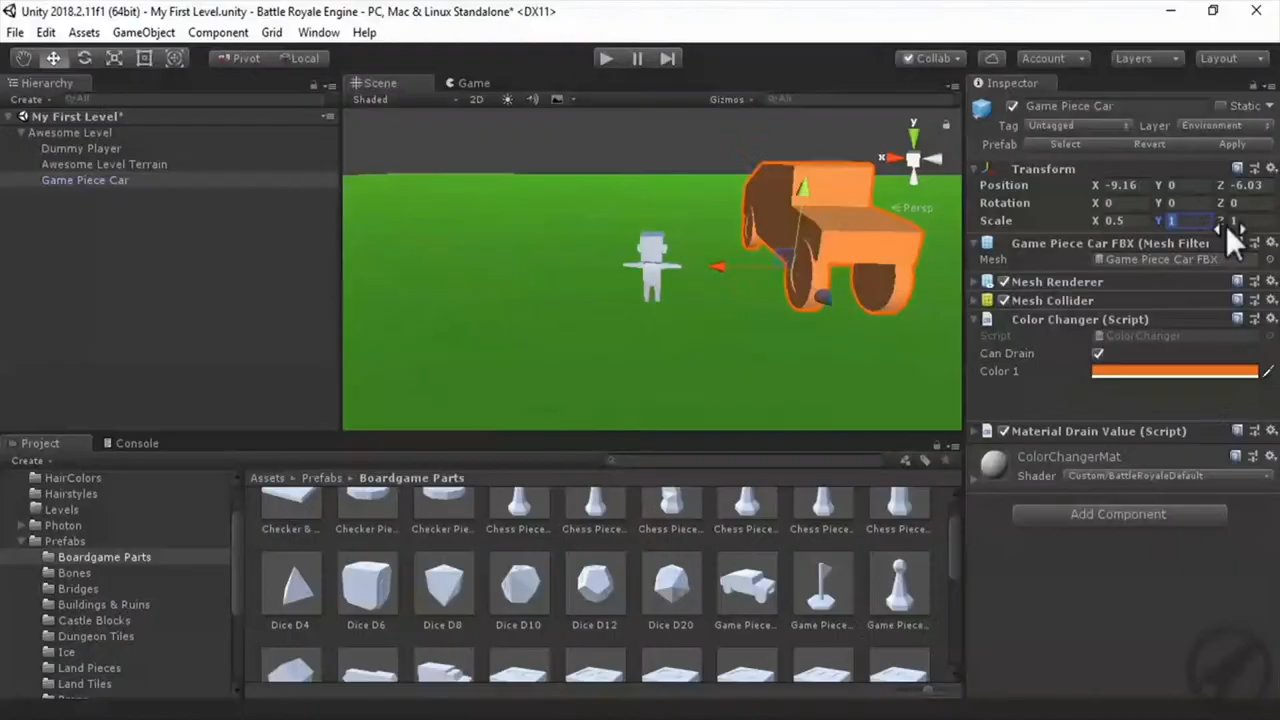 Unity 2018.2.11f1 (64bit) - My First Level.unity - Battle Royale Engine - PC, Mac & Linux Standalone* <DX11>
File Edit Assets GameObject Component Grid Window Help
Pivot Local Collab Account Layers Layout
Hierarchy
Create All
My First Level*
Awesome Level
Dummy Player
Awesome Level Terrain
Game Piece Car
Scene Game
Shaded 2D Gizmos All
y
x
Persp
Inspector
Game Piece Car Static
Tag Untagged Layer Environment
Prefab Select Revert Apply
Transform
Position X -9.16 Y 0 Z -6.03
Rotation X 0 Y 0 Z 0
Scale X 0.5 Y 1 Z 1
Game Piece Car FBX (Mesh Filter
Mesh Game Piece Car FBX
Mesh Renderer
Mesh Collider
Color Changer (Script)
Script ColorChanger
Can Drain
Color 1
Material Drain Value (Script)
ColorChangerMat
Shader Custom/BattleRoyaleDefault
Add Component
Project Console
Create
HairColors
Hairstyles
Levels
Photon
Prefabs
Boardgame Parts
Bones
Bridges
Buildings & Ruins
Castle Blocks
Dungeon Tiles
Ice
Land Pieces
Land Tiles
Assets Prefabs Boardgame Parts
Checker &... Checker Pie.. Checker Pie.. Chess Piece.. Chess Piece.. Chess Piece.. Chess Piece.. Chess Piece.. Chess Piece..
Dice D4 Dice D6 Dice D8 Dice D10 Dice D12 Dice D20 Game Piece.. Game Piece.. Game Piece..